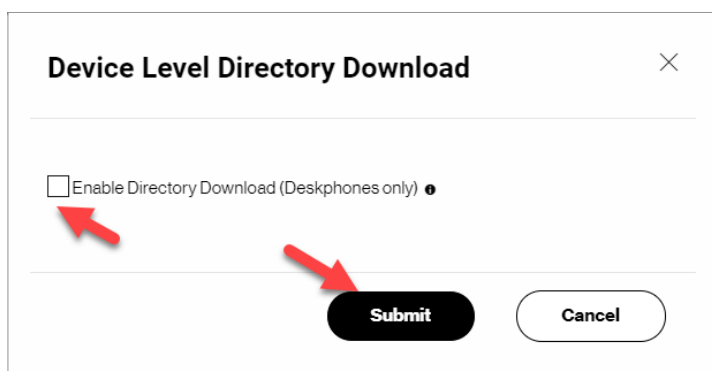 Device Level Directory Download
Enable Directory Download (Deskphones only)
Submit
Cancel